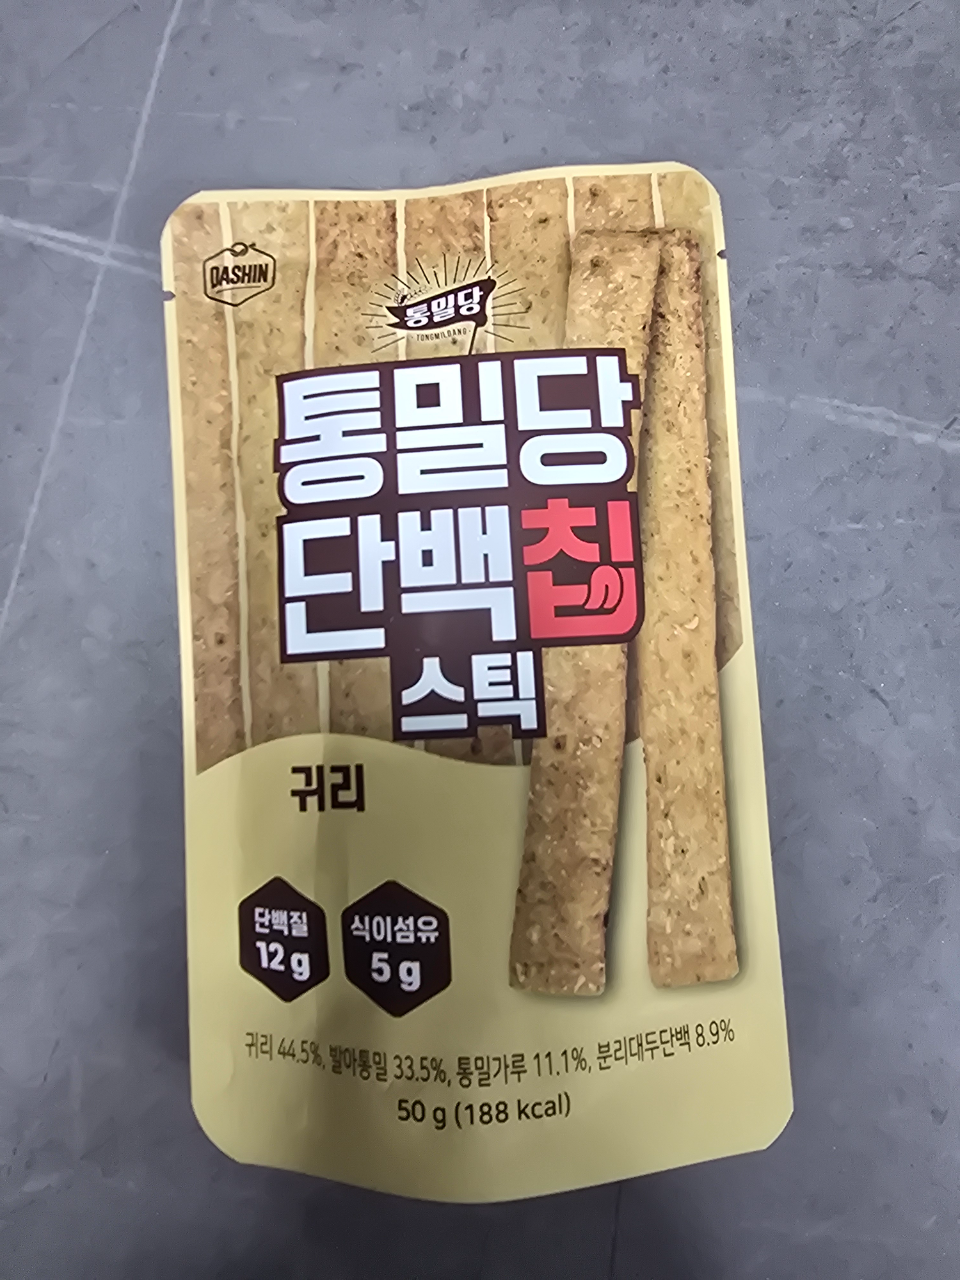 DASHIN
통밀당
TONGMILDANG
통밀당
단백칩
스틱
귀리
단백질
12 g
식이섬유
5 g
귀리 44.5%, 발아통밀 33.5%, 통밀가루 11.1%, 분리대두단백 8.9%
50 g (188 kcal)